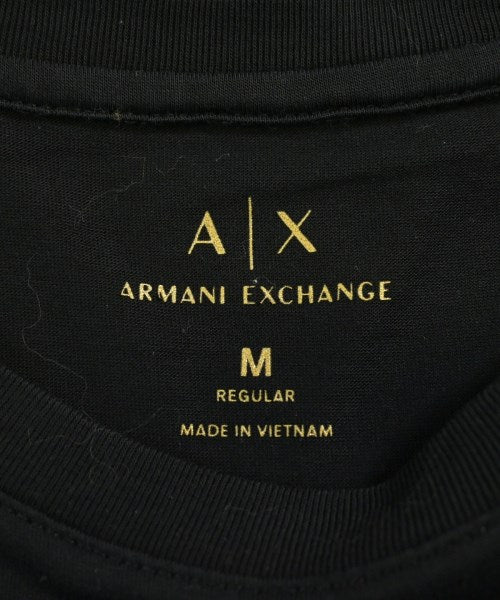 A|X
ARMANI EXCHANGE
M
REGULAR
MADE IN VIETNAM